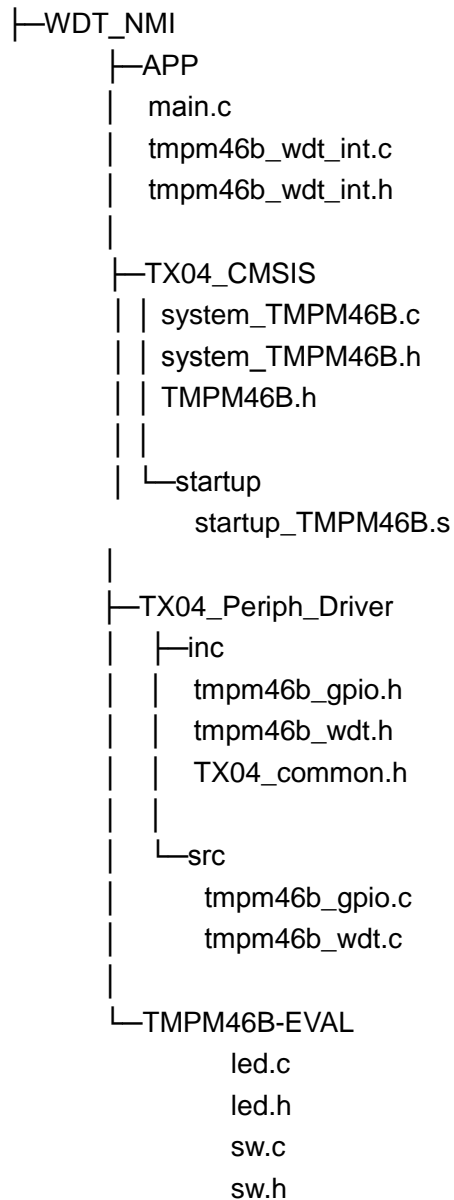 ├─WDT_NMI
├─APP
│ main.c
│ tmpm46b_wdt_int.c
│ tmpm46b_wdt_int.h
│
├─TX04_CMSIS
│ │ system_TMPM46B.c
│ │ system_TMPM46B.h
│ │ TMPM46B.h
│ │
│ └─startup
startup_TMPM46B.s
│
├─TX04_Periph_Driver
│ ├─inc
│ │ tmpm46b_gpio.h
│ │ tmpm46b_wdt.h
│ │ TX04_common.h
│ │
│ └─src
│ tmpm46b_gpio.c
│ tmpm46b_wdt.c
│
└─TMPM46B-EVAL
led.c
led.h
sw.c
sw.h